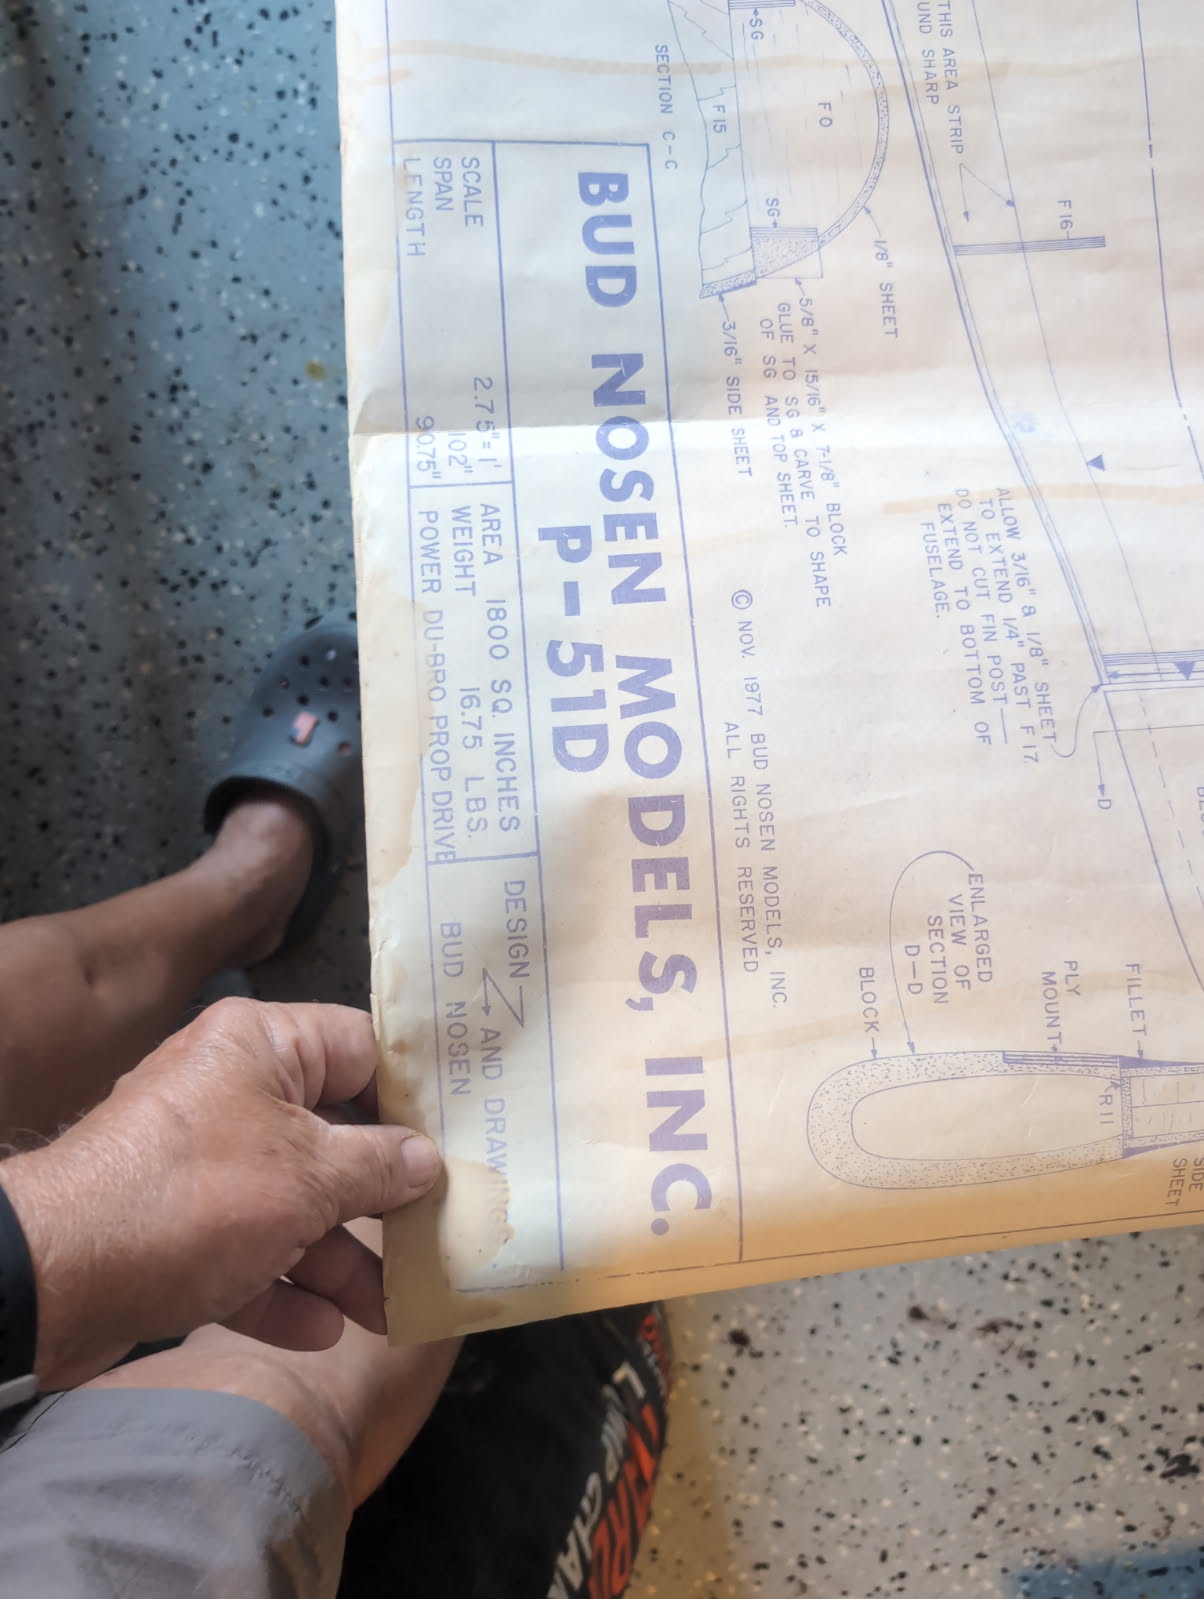 SECTION C-C
F15
SG
F0
SG
1/8" SHEET
5/8" X 15/16" X 7-1/8" BLOCK
GLUE TO SG & CARVE TO SHAPE
OF SG AND TOP SHEET.
3/16" SIDE SHEET
THIS AREA STRIP
SHARP
F16
ALLOW 3/16" & 1/8" SHEET
TO EXTEND 1/4" PAST F 17.
DO NOT CUT FIN POST
EXTEND TO BOTTOM OF
FUSELAGE.
D
© NOV. 1977 BUD NOSEN MODELS, INC.
ALL RIGHTS RESERVED
ENLARGED
VIEW OF
SECTION
D-D
BLOCK
PLY
MOUNT
FILLET
R11
SIDE
SHEET
BUD NOSEN MODELS, INC.
P-51D
SCALE 2.75"=1'
SPAN 102"
LENGTH 90.75"
AREA 1800 SQ. INCHES
WEIGHT 16.75 LBS.
POWER DU-BRO PROP DRIVE
DESIGN
AND DRAWINGS
BUD NOSEN